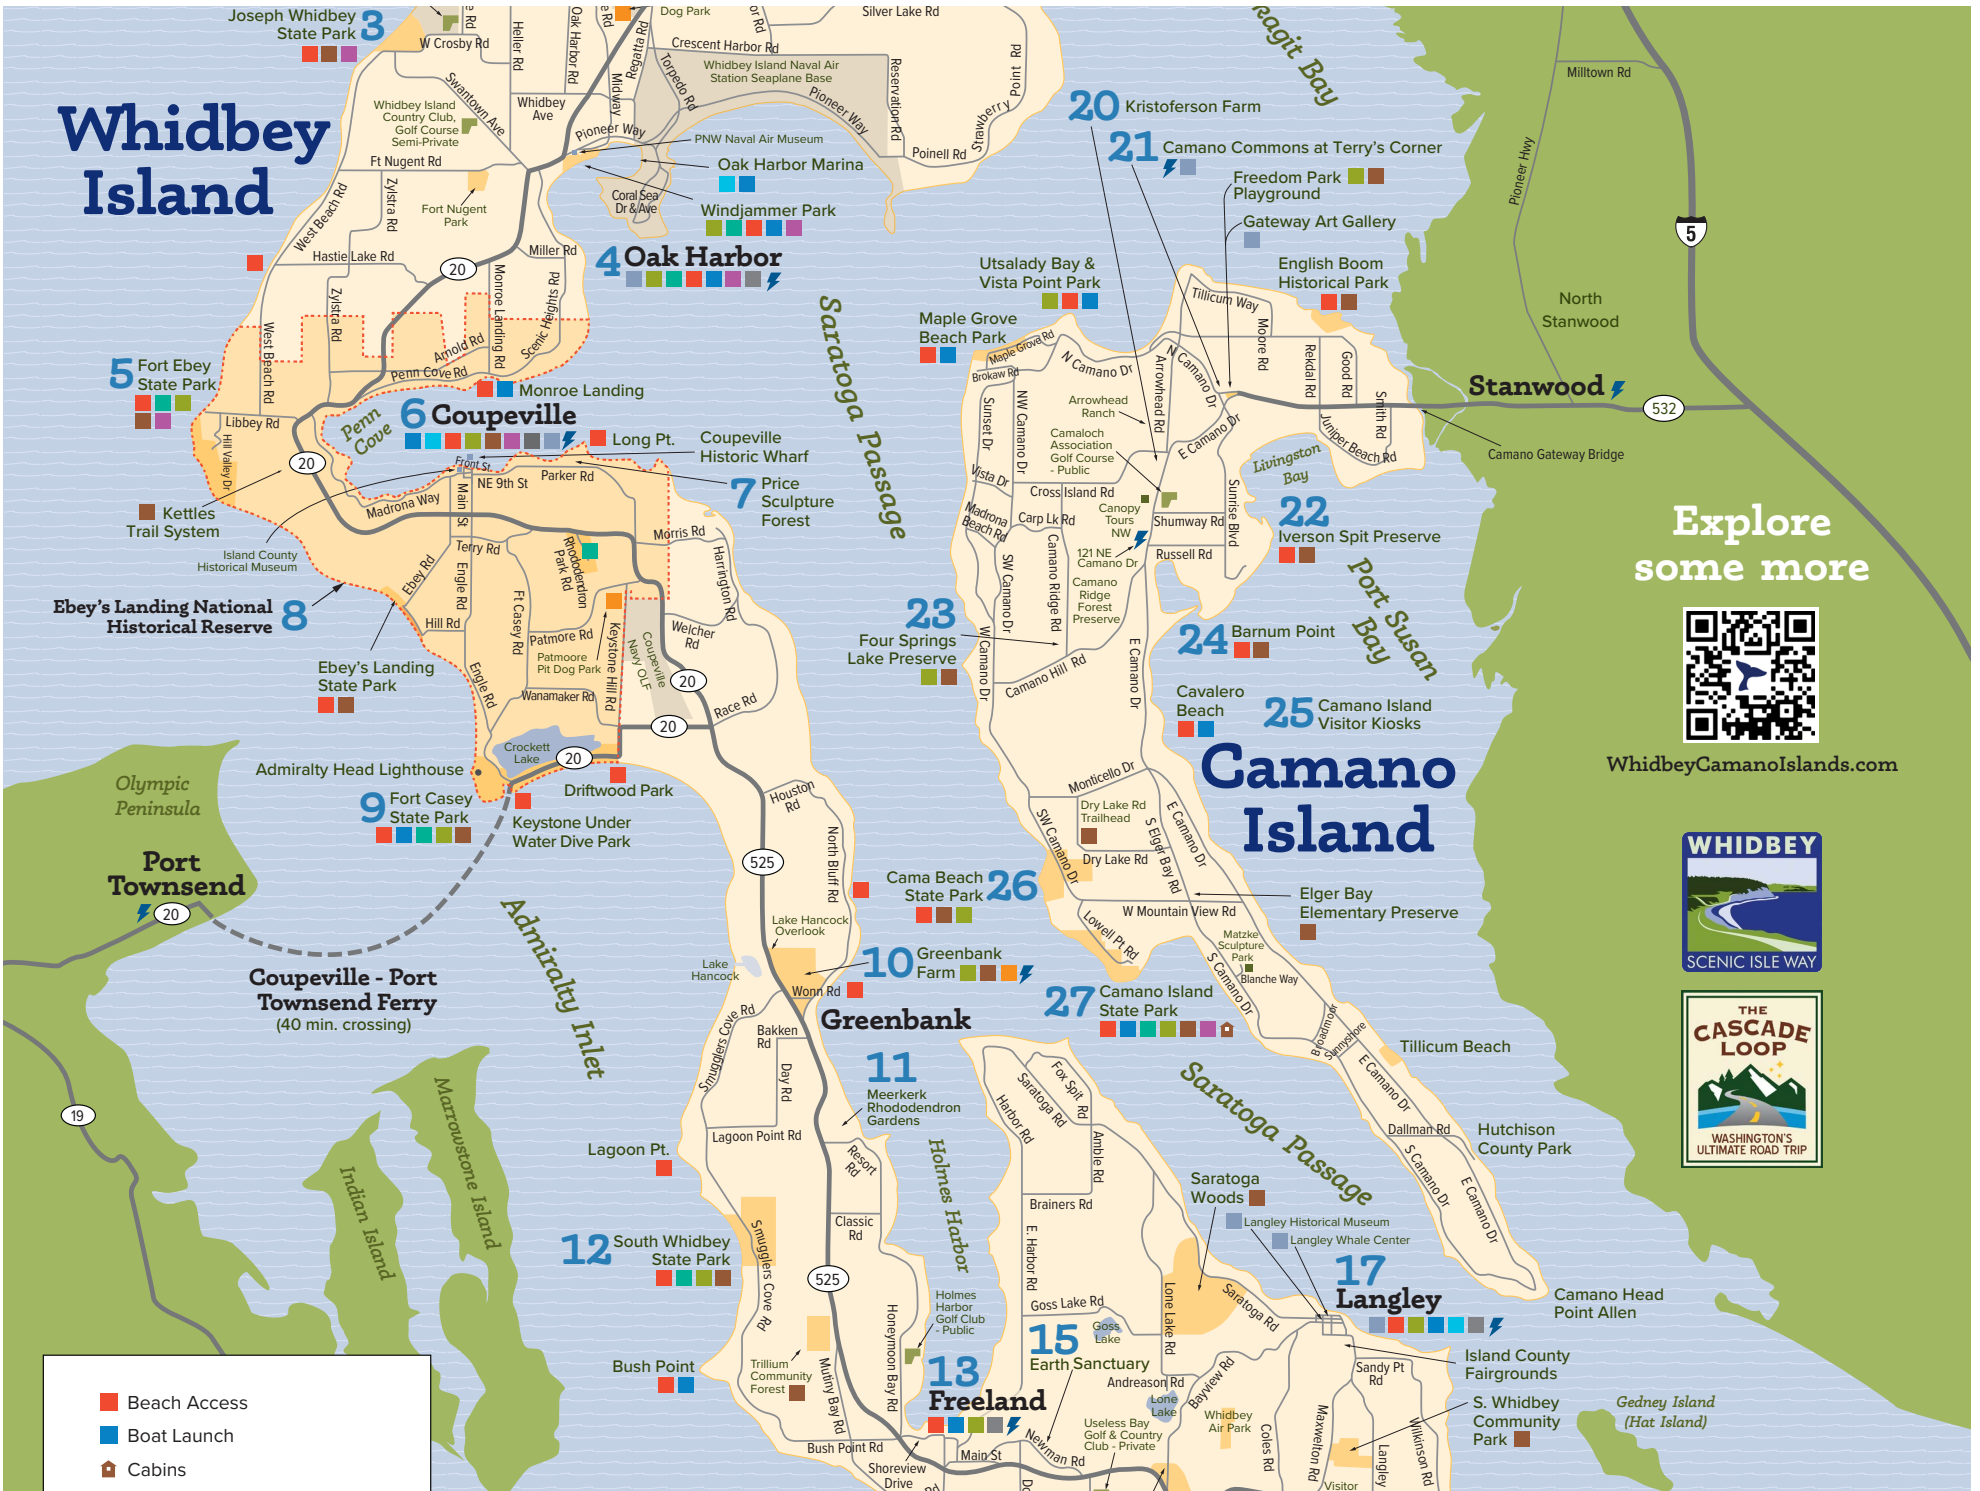 Joseph Whidbey
State Park
3
W Crosby Rd
e Rd
Heller Rd
Oak Harbor Rd
e Rd
Dog Park
or Rd
Silver Lake Rd
Regatta Rd
Crescent Harbor Rd
Torpedo Rd
Whidbey Island Naval Air
Station Seaplane Base
Reservation Rd
Point Rd
Strawberry
Pioneer Way
Poinell Rd
Swantown Ave
Midway
Whidbey
Ave
Pioneer Way
Whidbey Island
Country Club,
Golf Course
Semi-Private
Whidbey
Island
Ft Nugent Rd
PNW Naval Air Museum
Oak Harbor Marina
Coral Sea
Dr & Ave
Windjammer Park
4 Oak Harbor
West Beach Rd
Zylstra Rd
Fort Nugent
Park
Hastie Lake Rd
Miller Rd
20
Zylstra Rd
Monroe Landing Rd
Scenic Heights Rd
West Beach Rd
Arnold Rd
Penn Cove Rd
Monroe Landing
5 Fort Ebey
State Park
Libbey Rd
Hill Valley Dr
Penn
Cove
6 Coupeville
Long Pt.
Coupeville
Historic Wharf
20
Front St
NE 9th St
Parker Rd
7 Price
Sculpture
Forest
Kettles
Trail System
Madrona Way
Main St
Island County
Historical Museum
Morris Rd
Terry Rd
Rhododendron
Park Rd
Harrington Rd
Ebey Rd
Engle Rd
Ebey's Landing National
Historical Reserve
8
Ft Casey Rd
Hill Rd
Patmore Rd
Patmoore
Pit Dog Park
Keystone Hill Rd
Coupeville
Navy OLF
Welcher
Rd
Ebey's Landing
State Park
Engle Rd
Wanamaker Rd
20
Race Rd
20
Crockett
Lake
20
Admiralty Head Lighthouse
9 Fort Casey
State Park
Driftwood Park
Keystone Under
Water Dive Park
Houston
Rd
North Bluff Rd
525
Olympic
Peninsula
Port
Townsend
20
Coupeville - Port
Townsend Ferry
(40 min. crossing)
Admiralty Inlet
Lake Hancock
Overlook
Lake
Hancock
10 Greenbank
Farm
Wonn Rd
Greenbank
Smugglers Cove Rd
Bakken
Rd
Day Rd
11
Meerkerk
Rhododendron
Gardens
19
Marrowstone Island
Indian Island
Lagoon Point Rd
Lagoon Pt.
Resort
Rd
Holmes Harbor
Classic
Rd
12 South Whidbey
State Park
Smugglers Cove Rd
525
Honeymoon Bay Rd
Holmes
Harbor
Golf Club
- Public
Bush Point
Trillium
Community
Forest
Mutiny Bay Rd
13
Freeland
Bush Point Rd
Shoreview
Drive
Main St
Newman Rd
Rd
Do
Beach Access
Boat Launch
Cabins
Saratoga Passage
Skagit Bay
20 Kristoferson Farm
21 Camano Commons at Terry's Corner
Freedom Park
Playground
Gateway Art Gallery
English Boom
Historical Park
Utsalady Bay &
Vista Point Park
Maple Grove
Beach Park
Tillicum Way
Moore Rd
Maple Grove Rd
Brokaw Rd
N Camano Dr
N Camano Dr
Arrowhead Rd
Rekdal Rd
Good Rd
Smith Rd
Juniper Beach Rd
Stanwood
532
Camano Gateway Bridge
North
Stanwood
Milltown Rd
Pioneer Hwy
5
Arrowhead
Ranch
Camaloch
Association
Golf Course
- Public
E Camano Dr
Sunset Dr
NW Camano Dr
Livingston
Bay
Vista Dr
Cross Island Rd
Sunrise Blvd
22
Iverson Spit Preserve
Madrona
Beach Rd
Carp Lk Rd
Canopy
Tours
NW
Shumway Rd
Russell Rd
121 NE
Camano Dr
Camano
Ridge
Forest
Preserve
Camano Ridge Rd
SW Camano Dr
W Camano Dr
Port Susan
Bay
23
Four Springs
Lake Preserve
24 Barnum Point
Camano Hill Rd
E Camano Dr
Cavalero
Beach
25 Camano Island
Visitor Kiosks
Camano
Island
Monticello Dr
Dry Lake Rd
Trailhead
S Elger Bay Rd
E Camano Dr
SW Camano Dr
Dry Lake Rd
Cama Beach
State Park
26
Elger Bay
Elementary Preserve
W Mountain View Rd
Lowell Pt Rd
Matzke
Sculpture
Park
Blanche Way
S Camano Dr
27 Camano Island
State Park
Broadmoor
Sunnyshore
Tillicum Beach
E Camano Dr
Saratoga Passage
Dallman Rd
Hutchison
County Park
S Camano Dr
E Camano Dr
Camano Head
Point Allen
Fox Spit Rd
Saratoga Rd
Harbor Rd
Amble Rd
Brainers Rd
E. Harbor Rd
Saratoga
Woods
Langley Historical Museum
Langley Whale Center
17
Langley
Saratoga Rd
Lone Lake Rd
Goss Lake Rd
Goss
Lake
15
Earth Sanctuary
Andreason Rd
Lone
Lake
Bayview Rd
Useless Bay
Golf & Country
Club - Private
Whidbey
Air Park
Coles Rd
Maxwelton Rd
Sandy Pt
Rd
Island County
Fairgrounds
S. Whidbey
Community
Park
Langley
Wilkinson Rd
Visitor
Gedney Island
(Hat Island)
Explore
some more
WhidbeyCamanoIslands.com
WHIDBEY
SCENIC ISLE WAY
THE
CASCADE
LOOP
WASHINGTON'S
ULTIMATE ROAD TRIP